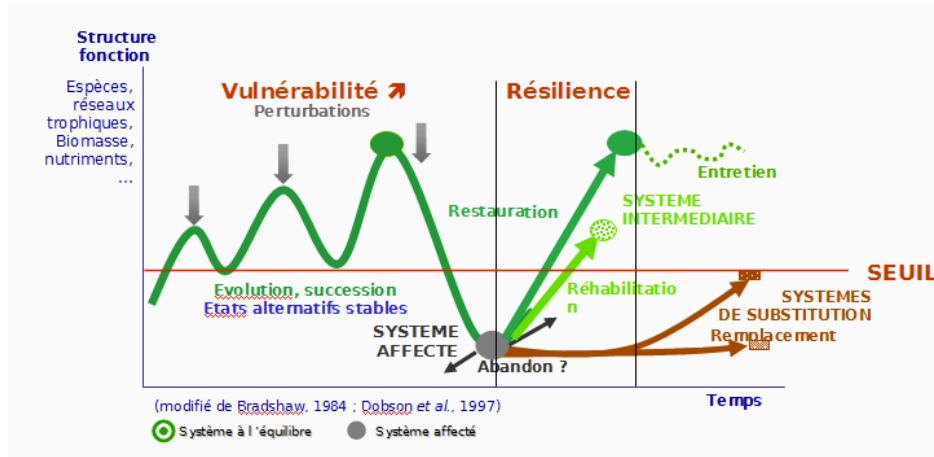 Structure
fonction
Espèces,
réseaux
trophiques,
Biomasse,
nutriments,
...
Vulnérabilité ↗
Perturbations
Résilience
Restauration
Entretien
SYSTEME
INTERMEDIAIRE
SEUIL
Evolution, succession
Etats alternatifs stables
Réhabilitatio
n
SYSTEMES
DE SUBSTITUTION
Remplacement
SYSTEME
AFFECTE
Abandon ?
Temps
(modifié de Bradshaw, 1984 ; Dobson et al., 1997)
Système à l 'équilibre
Système affecté